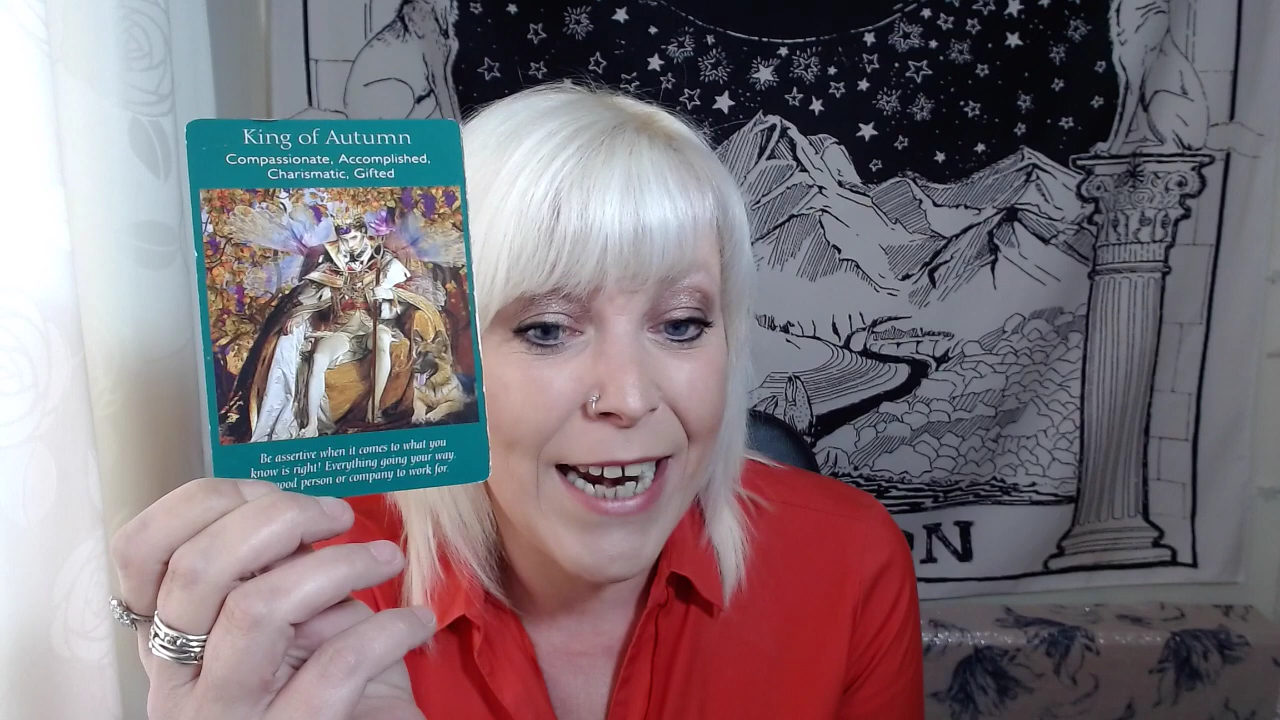 King of Autumn
Compassionate, Accomplished,
Charismatic, Gifted
Be assertive when it comes to what you
know is right! Everything going your way.
good person or company to work for.
ON